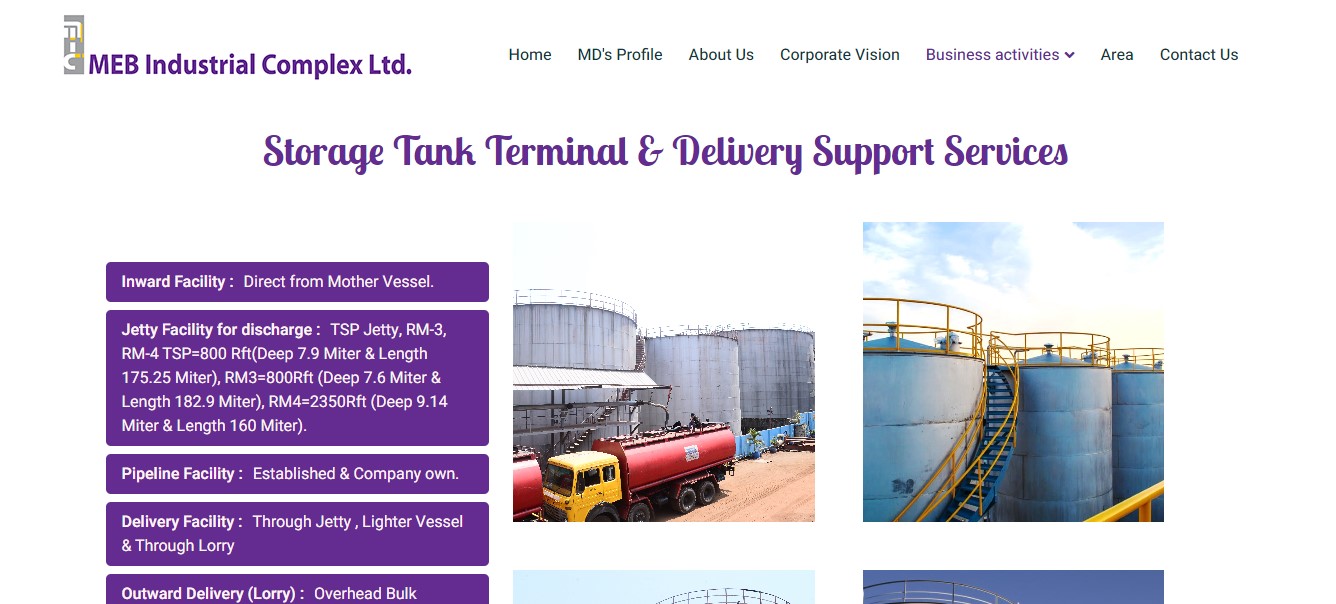 MEB Industrial Complex Ltd.
Home MD's Profile About Us Corporate Vision Business activities Area Contact Us
Storage Tank Terminal & Delivery Support Services
Inward Facility : Direct from Mother Vessel.
Jetty Facility for discharge : TSP Jetty, RM-3,
RM-4 TSP=800 Rft(Deep 7.9 Miter & Length
175.25 Miter), RM3=800Rft (Deep 7.6 Miter &
Length 182.9 Miter), RM4=2350Rft (Deep 9.14
Miter & Length 160 Miter).
Pipeline Facility : Established & Company own.
Delivery Facility : Through Jetty , Lighter Vessel
& Through Lorry
Outward Delivery (Lorry) : Overhead Bulk